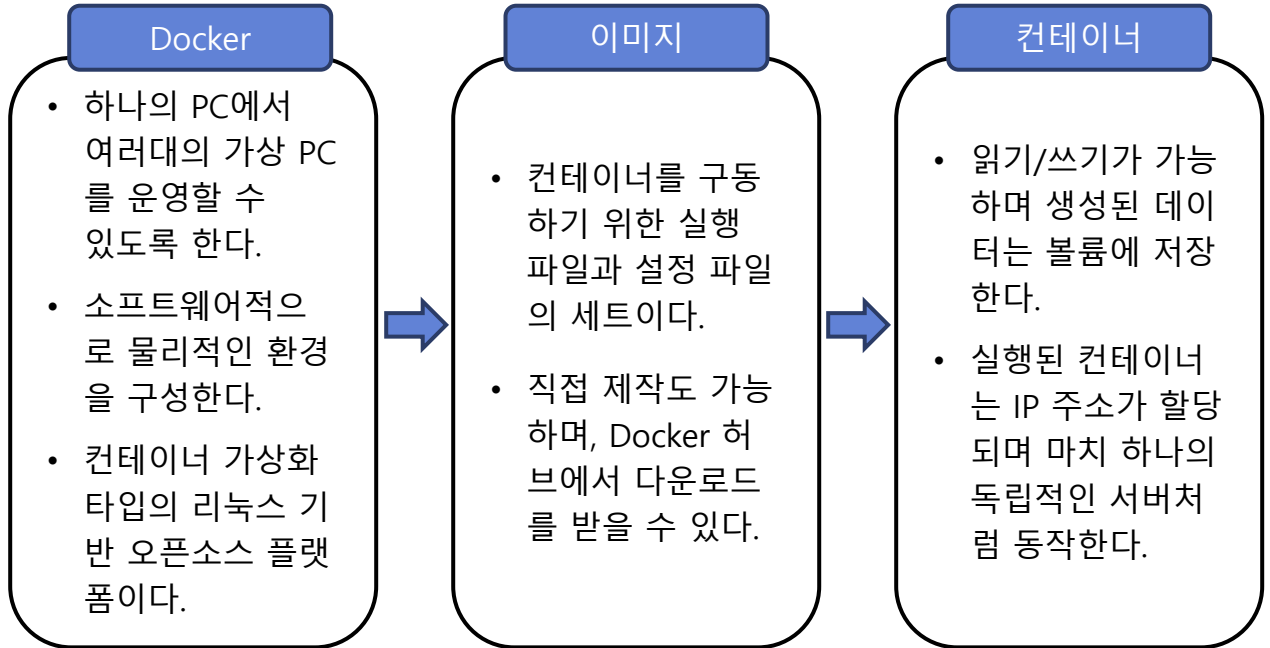 Docker
• 하나의 PC에서
여러대의 가상 PC
를 운영할 수
있도록 한다.
• 소프트웨어적으
로 물리적인 환경
을 구성한다.
• 컨테이너 가상화
타입의 리눅스 기
반 오픈소스 플랫
폼이다.
이미지
• 컨테이너를 구동
하기 위한 실행
파일과 설정 파일
의 세트이다.
• 직접 제작도 가능
하며, Docker 허
브에서 다운로드
를 받을 수 있다.
컨테이너
• 읽기/쓰기가 가능
하며 생성된 데이
터는 볼륨에 저장
한다.
• 실행된 컨테이너
는 IP 주소가 할당
되며 마치 하나의
독립적인 서버처
럼 동작한다.